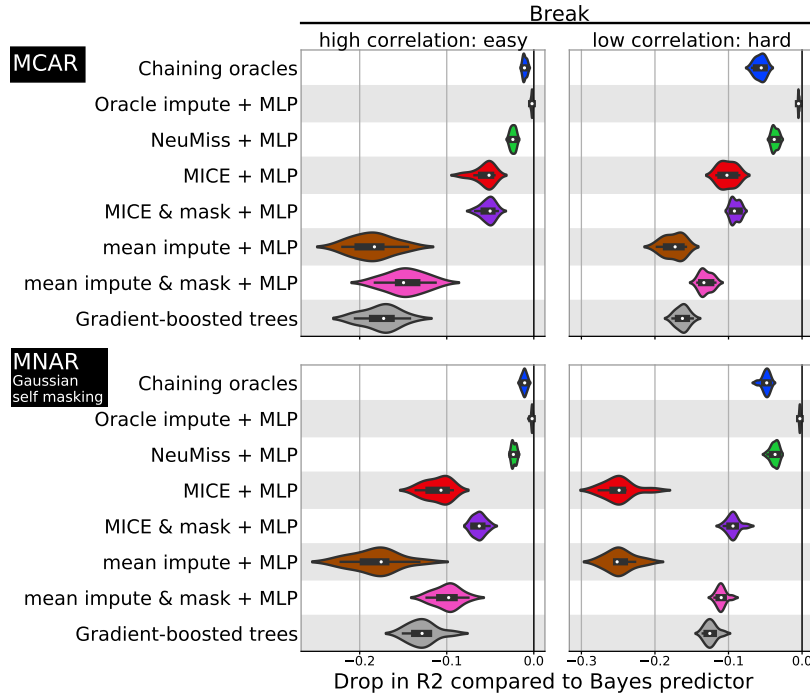 Break
high correlation: easy
low correlation: hard
MCAR
Chaining oracles
Oracle impute + MLP
NeuMiss + MLP
MICE + MLP
MICE & mask + MLP
mean impute + MLP
mean impute & mask + MLP
Gradient-boosted trees
MNAR
Gaussian
self masking
Chaining oracles
Oracle impute + MLP
NeuMiss + MLP
MICE + MLP
MICE & mask + MLP
mean impute + MLP
mean impute & mask + MLP
Gradient-boosted trees
−0.2 −0.1 0.0
−0.3 −0.2 −0.1 0.0
Drop in R2 compared to Bayes predictor